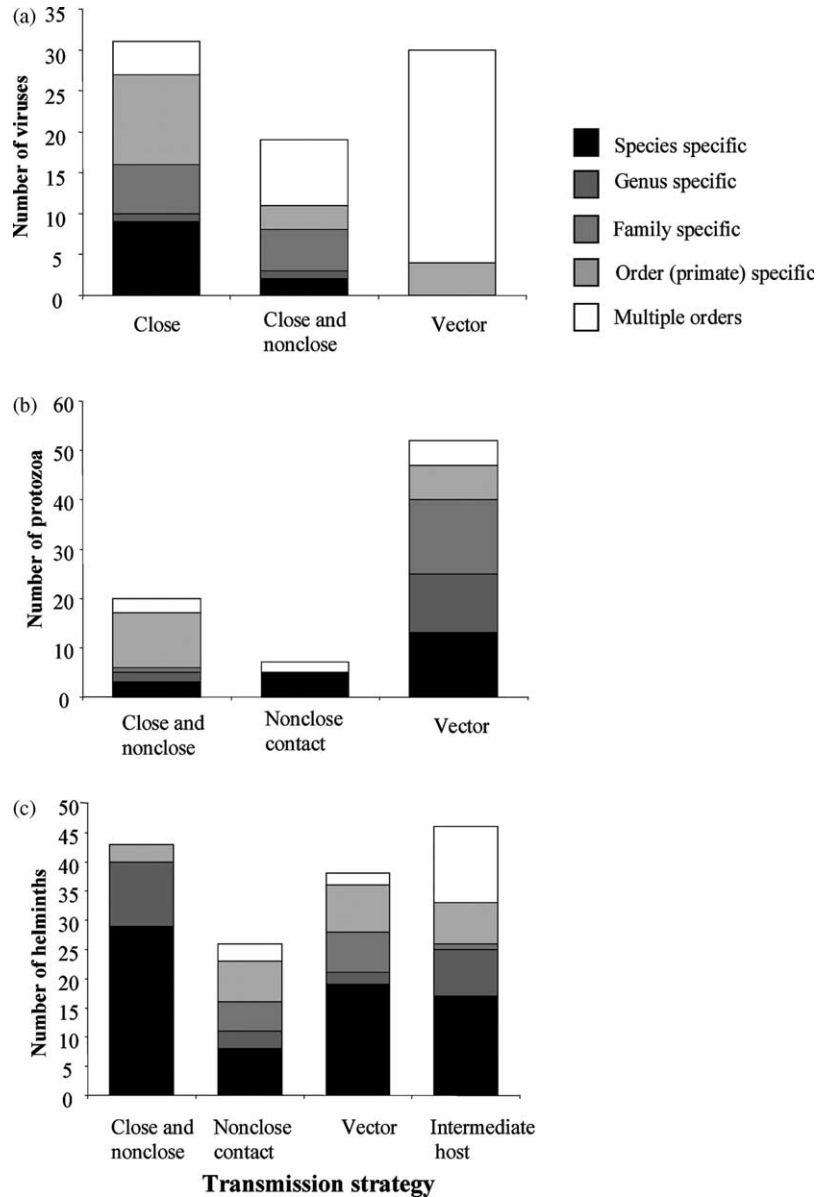 (a)
35
30
25
20
15
10
5
0
Number of viruses
Close
Close and
nonclose
Vector
Species specific
Genus specific
Family specific
Order (primate) specific
Multiple orders
(b)
60
50
40
30
20
10
0
Number of protozoa
Close and
nonclose
Nonclose
contact
Vector
(c)
50
45
40
35
30
25
20
15
10
5
0
Number of helminths
Close and
nonclose
Nonclose
contact
Vector
Intermediate
host
Transmission strategy